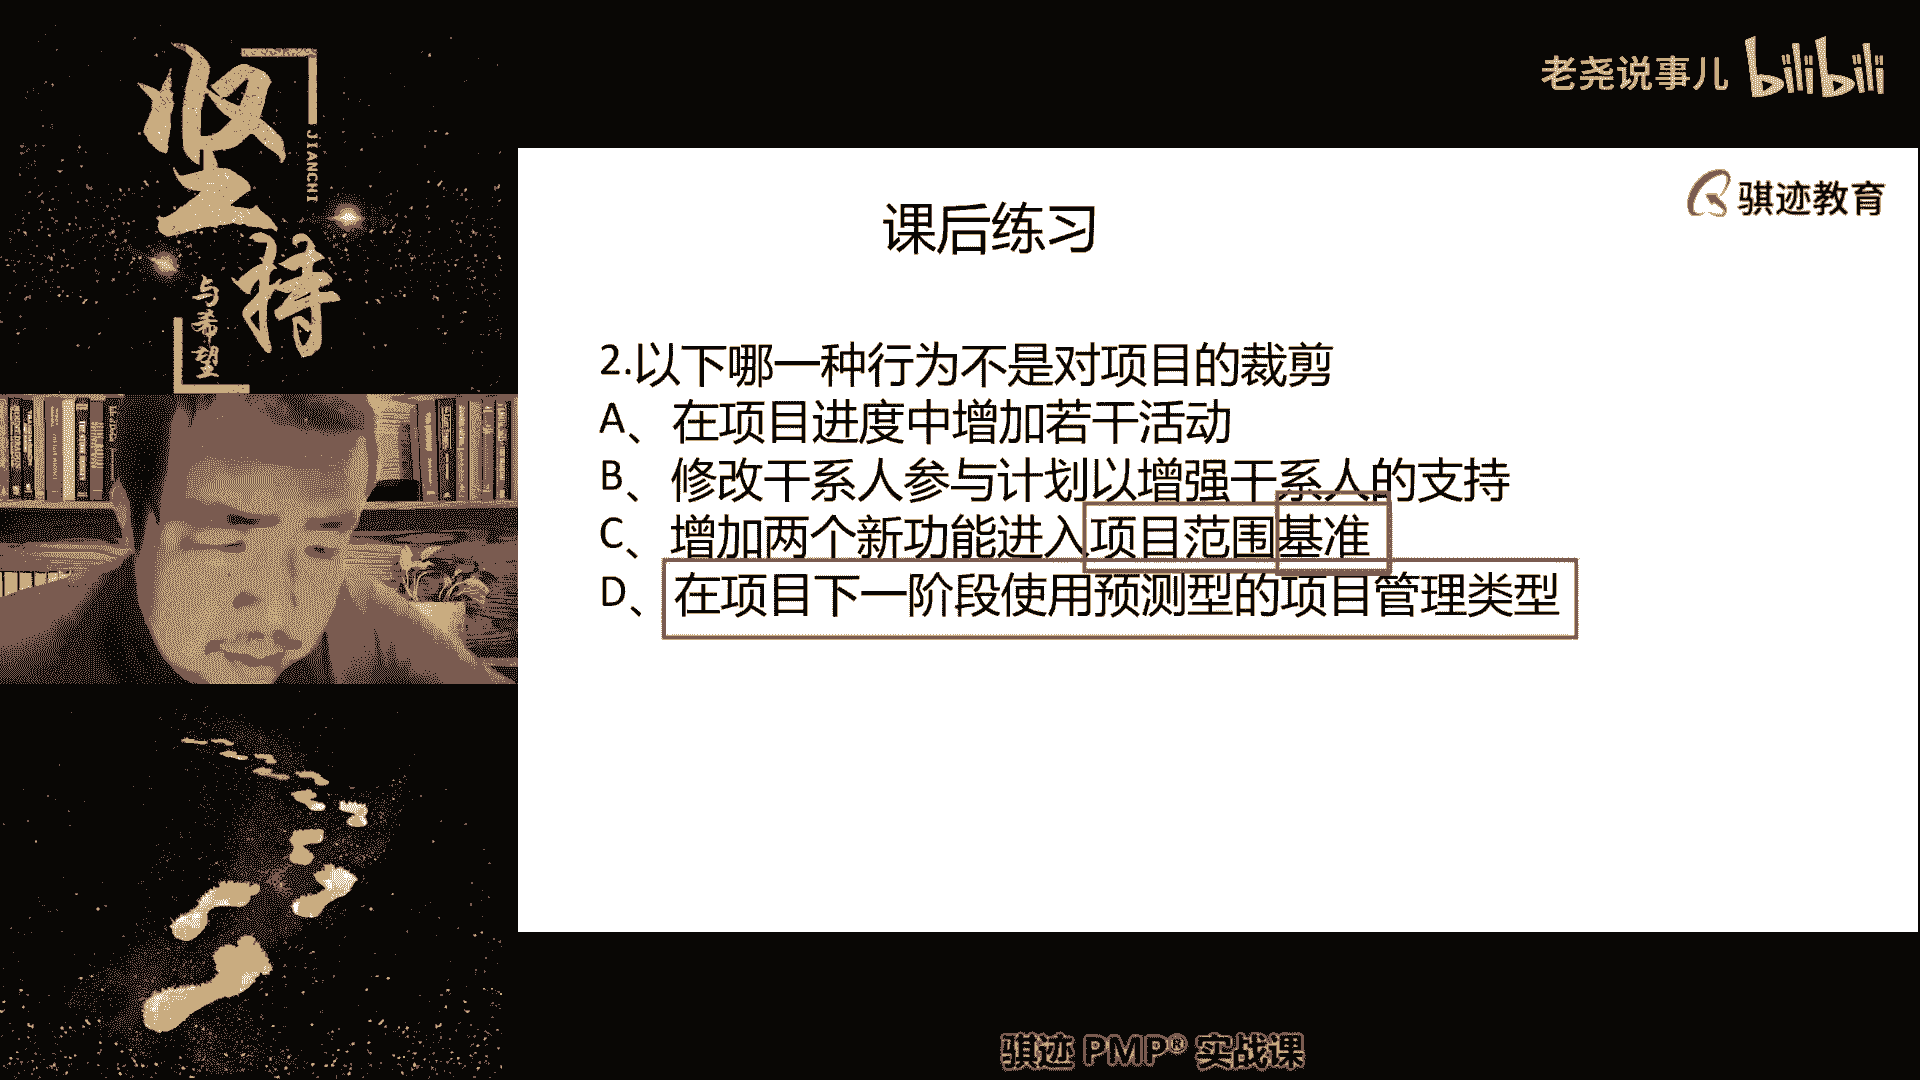 坚持
JIANCHI
与希望
老尧说事儿 bilibili
骐迹教育
课后练习
2.以下哪一种行为不是对项目的裁剪
A、在项目进度中增加若干活动
B、修改干系人参与计划以增强干系人的支持
C、增加两个新功能进入项目范围基准
D、在项目下一阶段使用预测型的项目管理类型
骐迹 PMP® 实战课